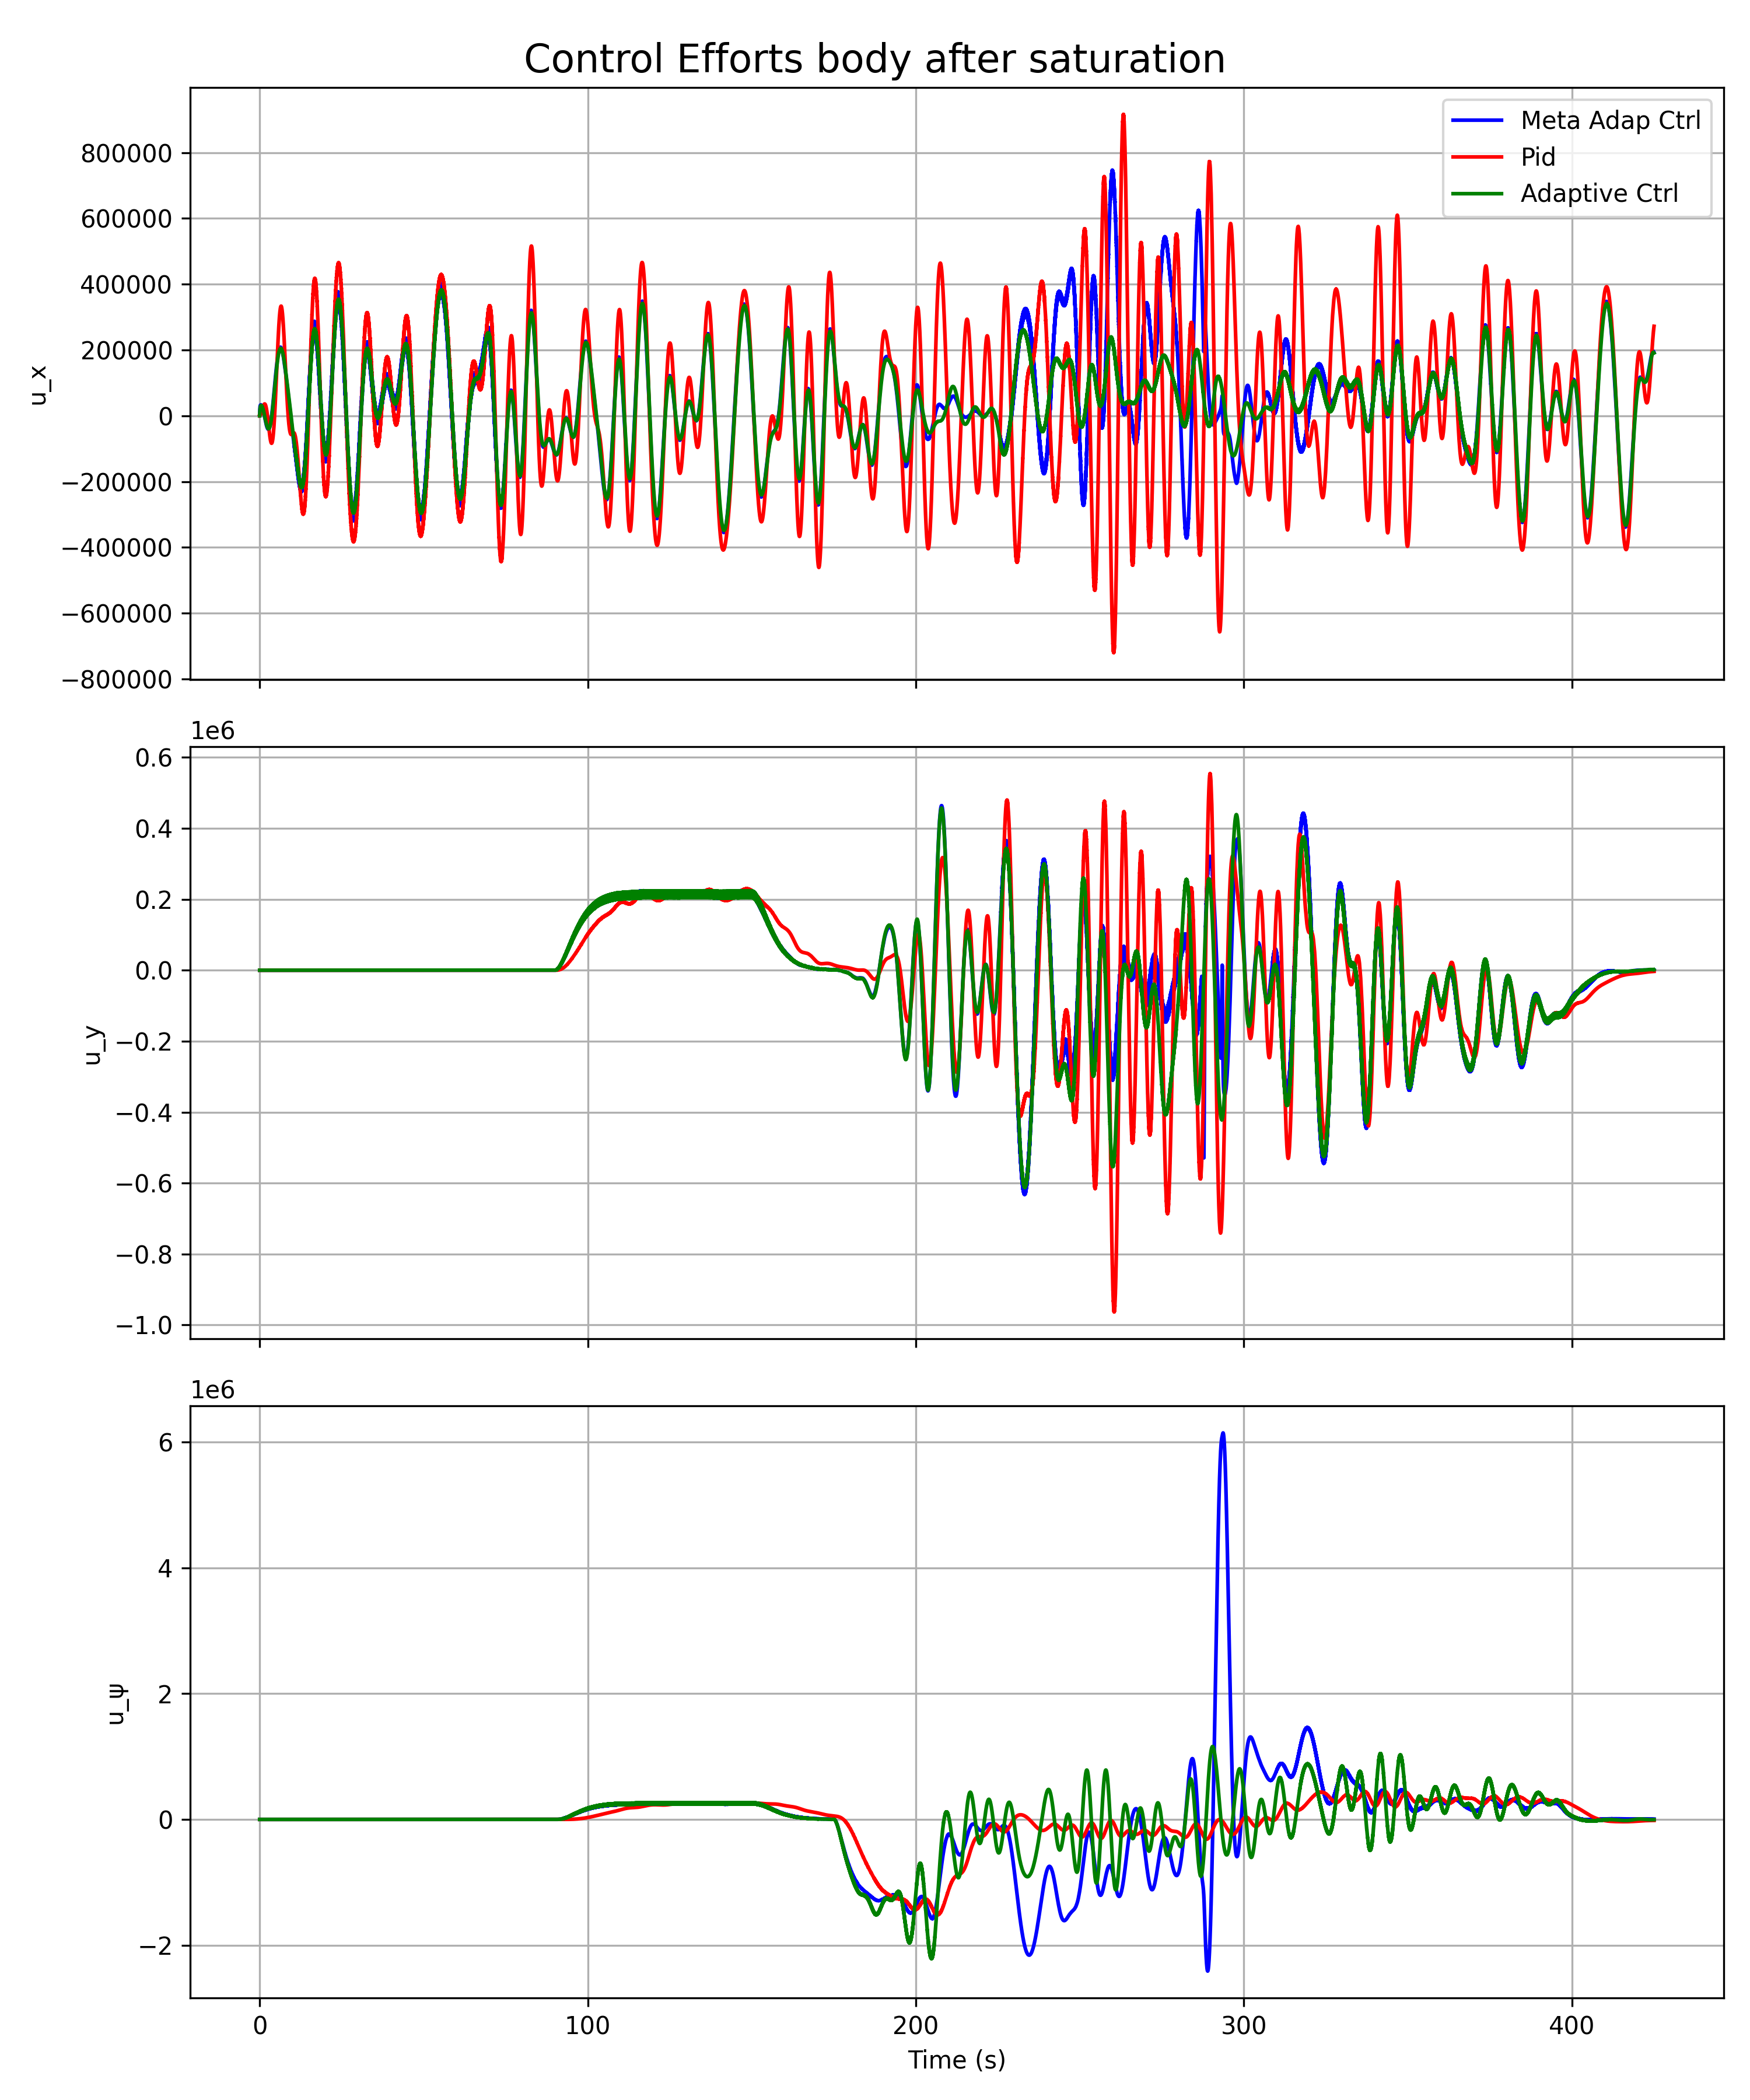 Control Efforts body after saturation
Meta Adap Ctrl
Pid
Adaptive Ctrl
800000
600000
400000
200000
0
−200000
−400000
−600000
−800000
u_x
1e6
0.6
0.4
0.2
0.0
−0.2
−0.4
−0.6
−0.8
−1.0
u_y
1e6
6
4
2
0
−2
u_ψ
0 100 200 300 400
Time (s)